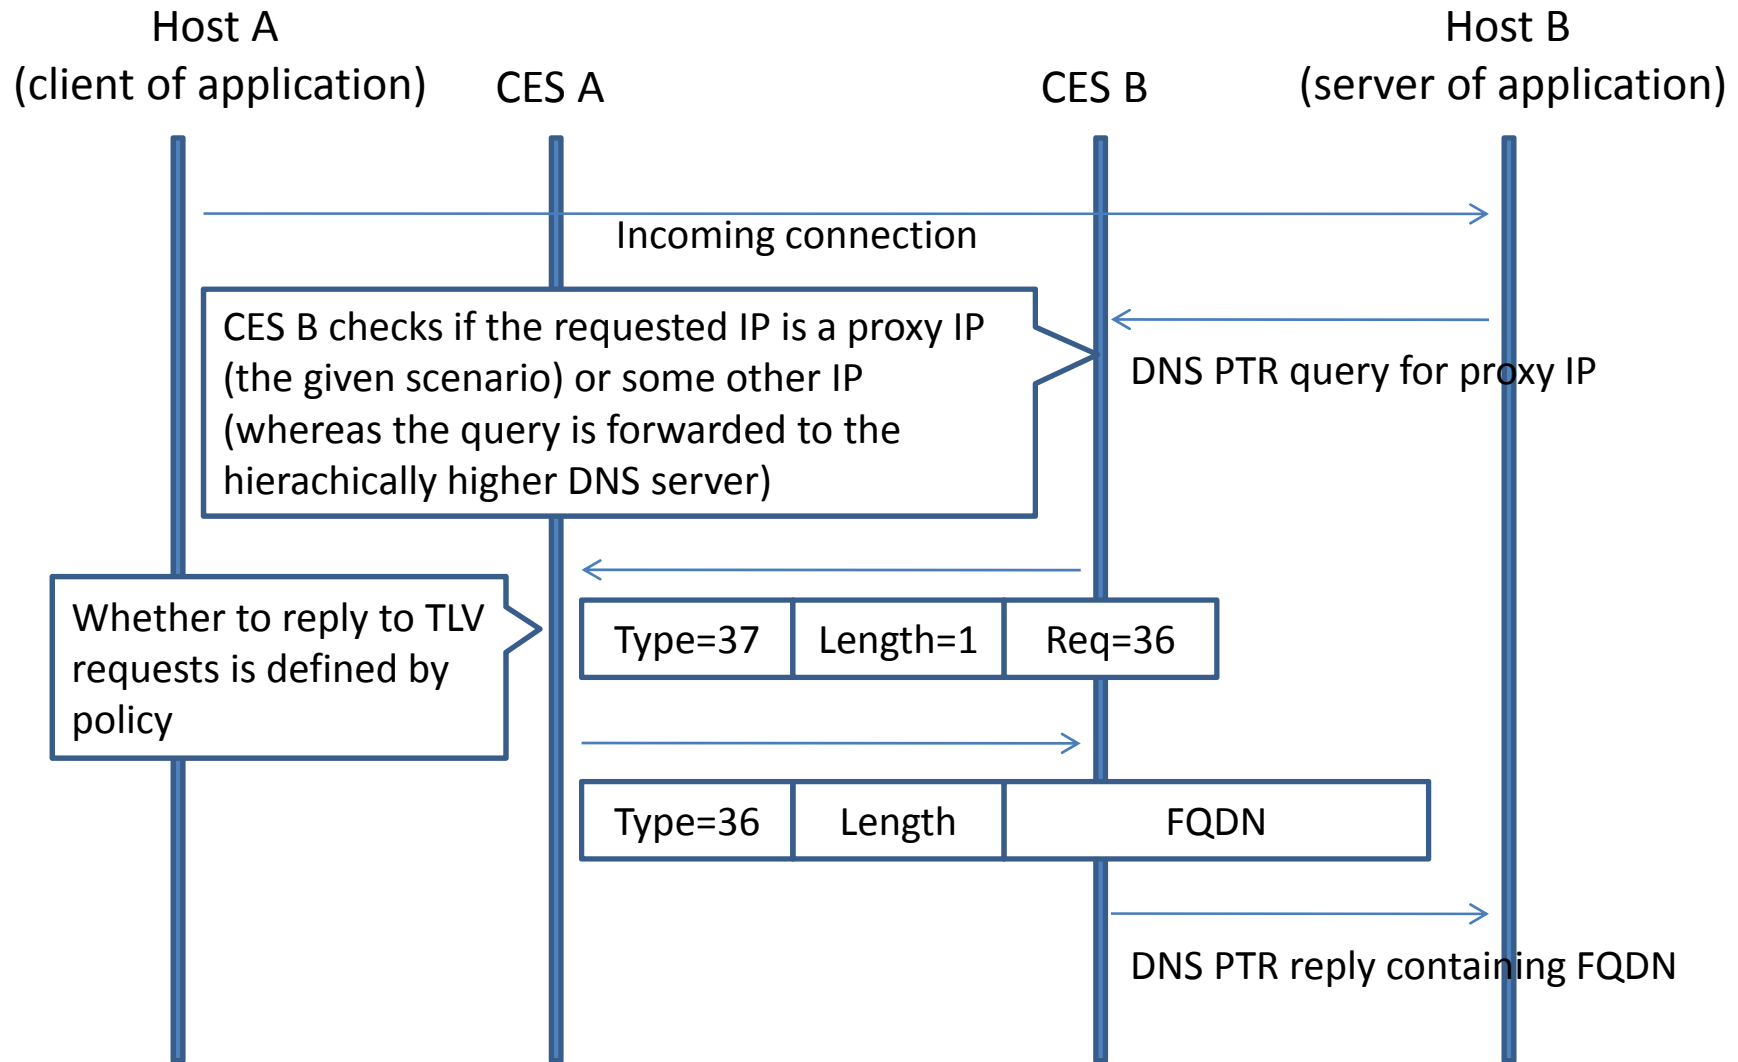 Host A
(client of application)
CES A
CES B
Host B
(server of application)
Incoming connection
CES B checks if the requested IP is a proxy IP
(the given scenario) or some other IP
(whereas the query is forwarded to the
hierachically higher DNS server)
DNS PTR query for proxy IP
Whether to reply to TLV
requests is defined by
policy
Type=37 Length=1 Req=36
Type=36 Length FQDN
DNS PTR reply containing FQDN